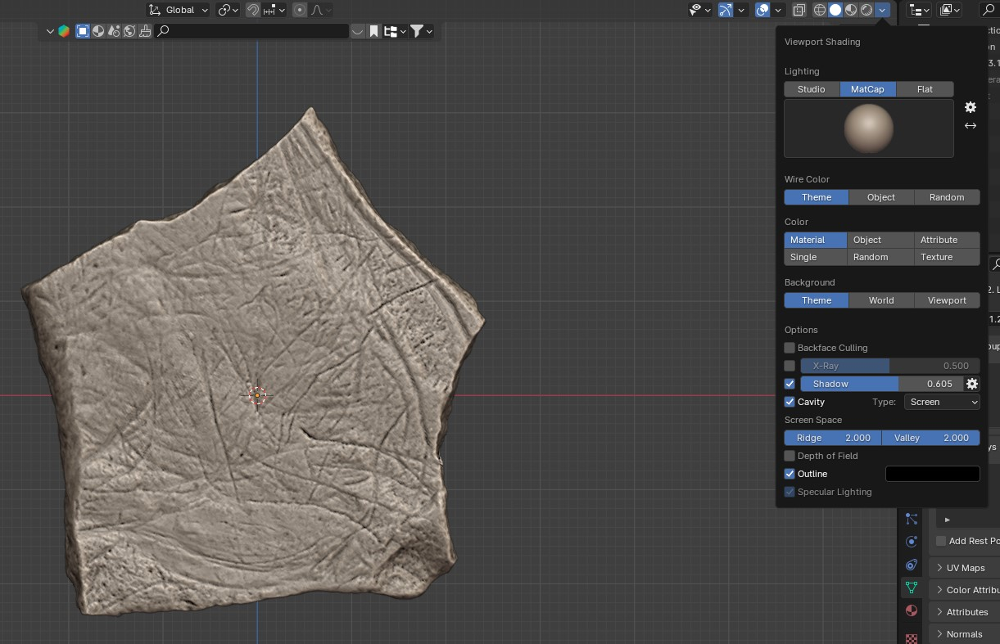 Global
Viewport Shading
Lighting
Studio MatCap Flat
Wire Color
Theme Object Random
Color
Material Object Attribute
Single Random Texture
Background
Theme World Viewport
Options
Backface Culling
X-Ray 0.500
Shadow 0.605
Cavity Type: Screen
Screen Space
Ridge 2.000 Valley 2.000
Depth of Field
Outline
Specular Lighting
Add Rest Po
UV Maps
Color Attribu
Attributes
Normals